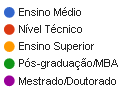 Ensino Médio
Nível Técnico
Ensino Superior
Pós-graduação/MBA
Mestrado/Doutorado